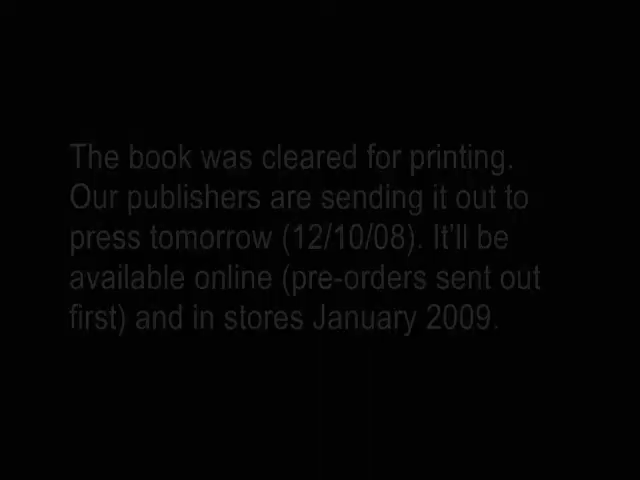 The book was cleared for printing.
Our publishers are sending it out to
press tomorrow (12/10/08). It'll be
available online (pre-orders sent out
first) and in stores January 2009.